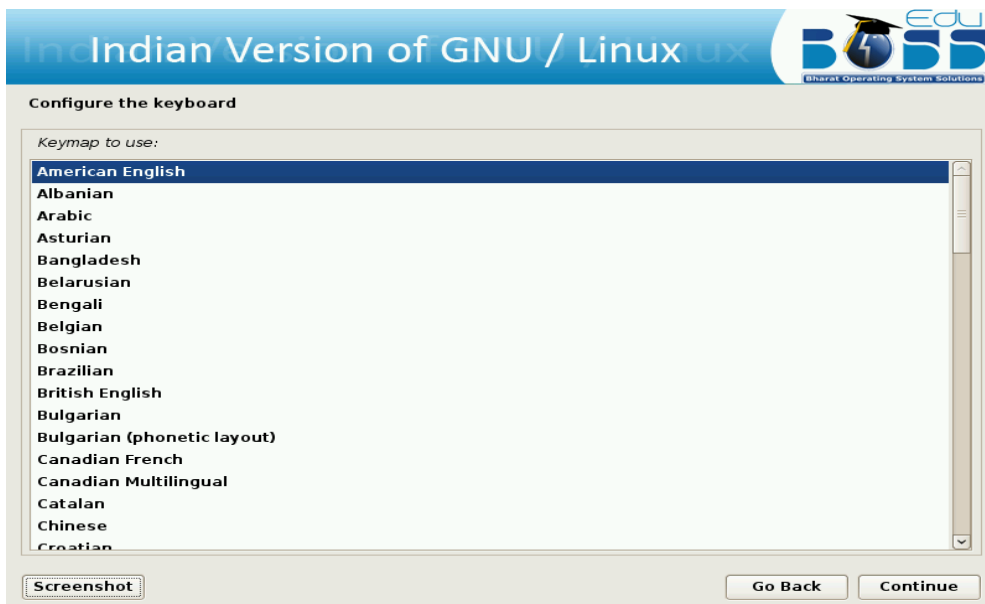 Indian Version of GNU / Linux
Edu
BOSS
Bharat Operating System Solutions
Configure the keyboard
Keymap to use:
American English
Albanian
Arabic
Asturian
Bangladesh
Belarusian
Bengali
Belgian
Bosnian
Brazilian
British English
Bulgarian
Bulgarian (phonetic layout)
Canadian French
Canadian Multilingual
Catalan
Chinese
Croatian
Screenshot
Go Back
Continue